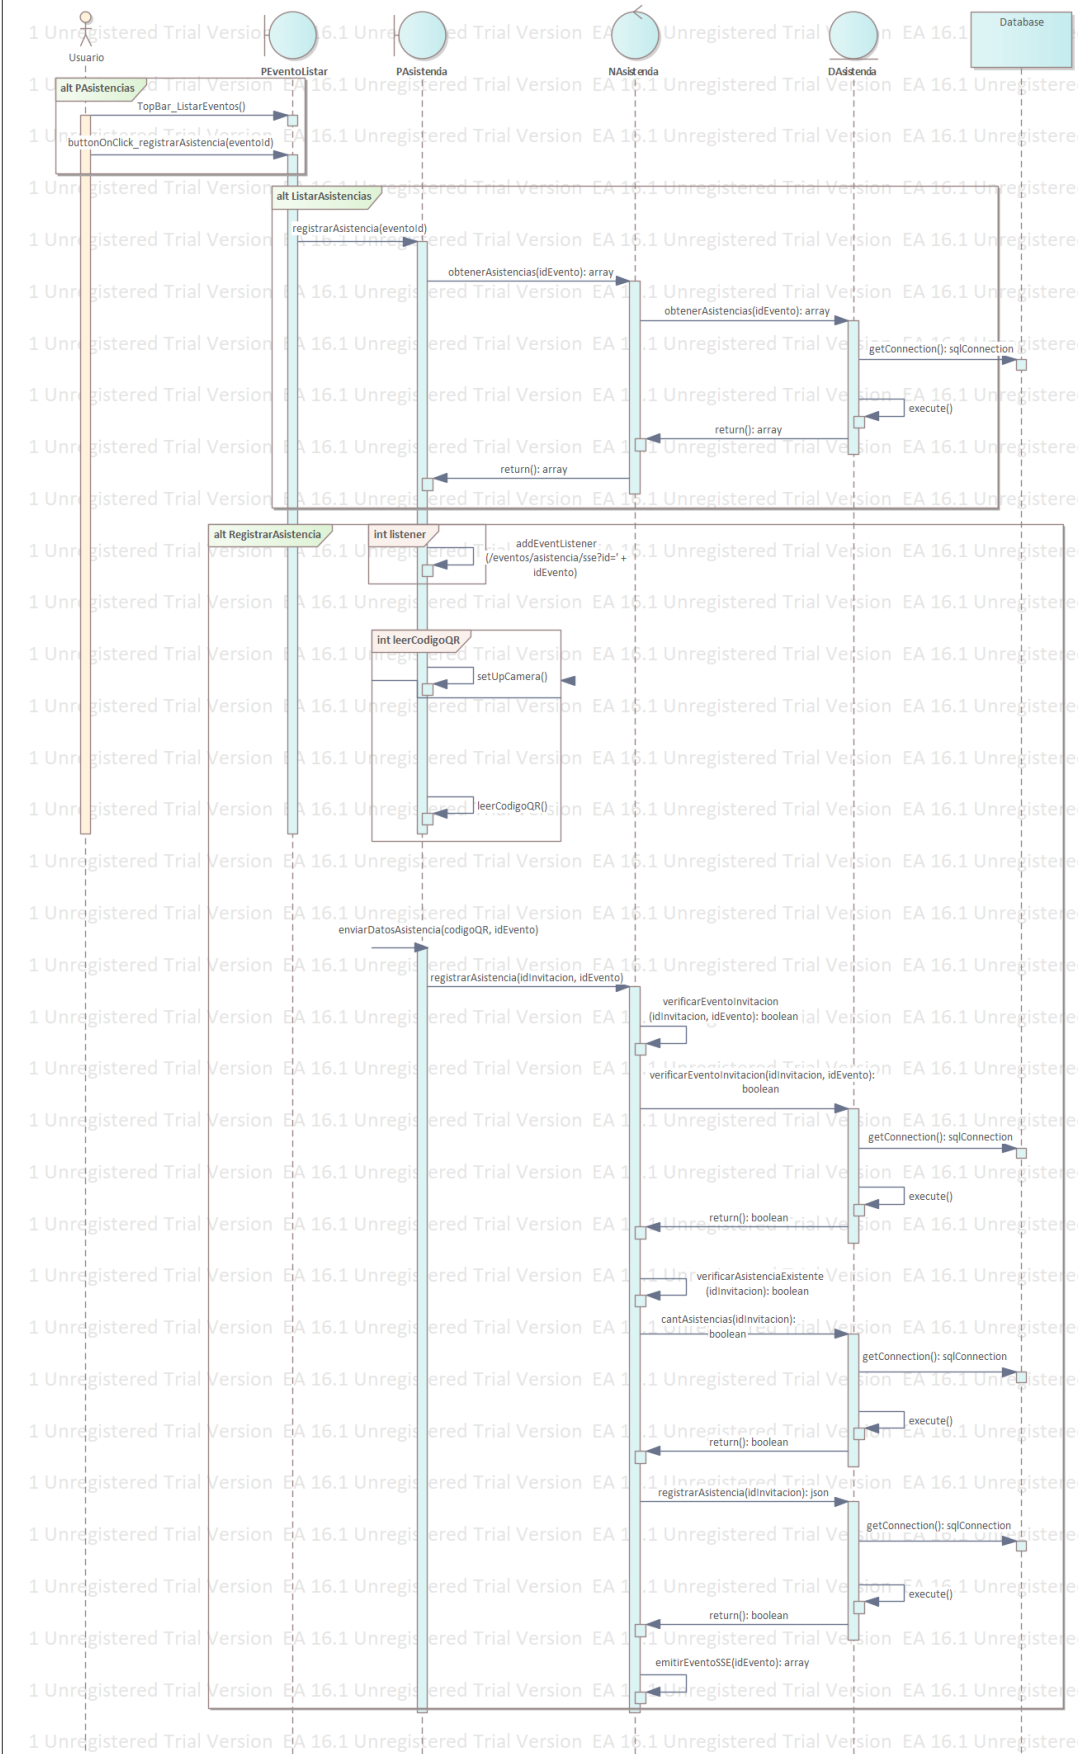 Usuario
PEventoListar
PAsistencia
NAsistencia
DAsistencia
Database
alt PAsistencias
TopBar_ListarEventos()
buttonOnClick_registrarAsistencia(eventoId)
alt ListarAsistencias
registrarAsistencia(eventoId)
obtenerAsistencias(idEvento): array
obtenerAsistencias(idEvento): array
getConnection(): sqlConnection
execute()
return(): array
return(): array
alt RegistrarAsistencia
int listener
addEventListener
(/eventos/asistencia/sse?id=' +
idEvento)
int leerCodigoQR
setUpCamera()
leerCodigoQR()
enviarDatosAsistencia(codigoQR, idEvento)
registrarAsistencia(idInvitacion, idEvento)
verificarEventoInvitacion
(idInvitacion, idEvento): boolean
verificarEventoInvitacion(idInvitacion, idEvento):
boolean
getConnection(): sqlConnection
execute()
return(): boolean
verificarAsistenciaExistente
(idInvitacion): boolean
cantAsistencias(idInvitacion):
boolean
getConnection(): sqlConnection
execute()
return(): boolean
registrarAsistencia(idInvitacion): json
getConnection(): sqlConnection
execute()
return(): boolean
emitirEventoSSE(idEvento): array